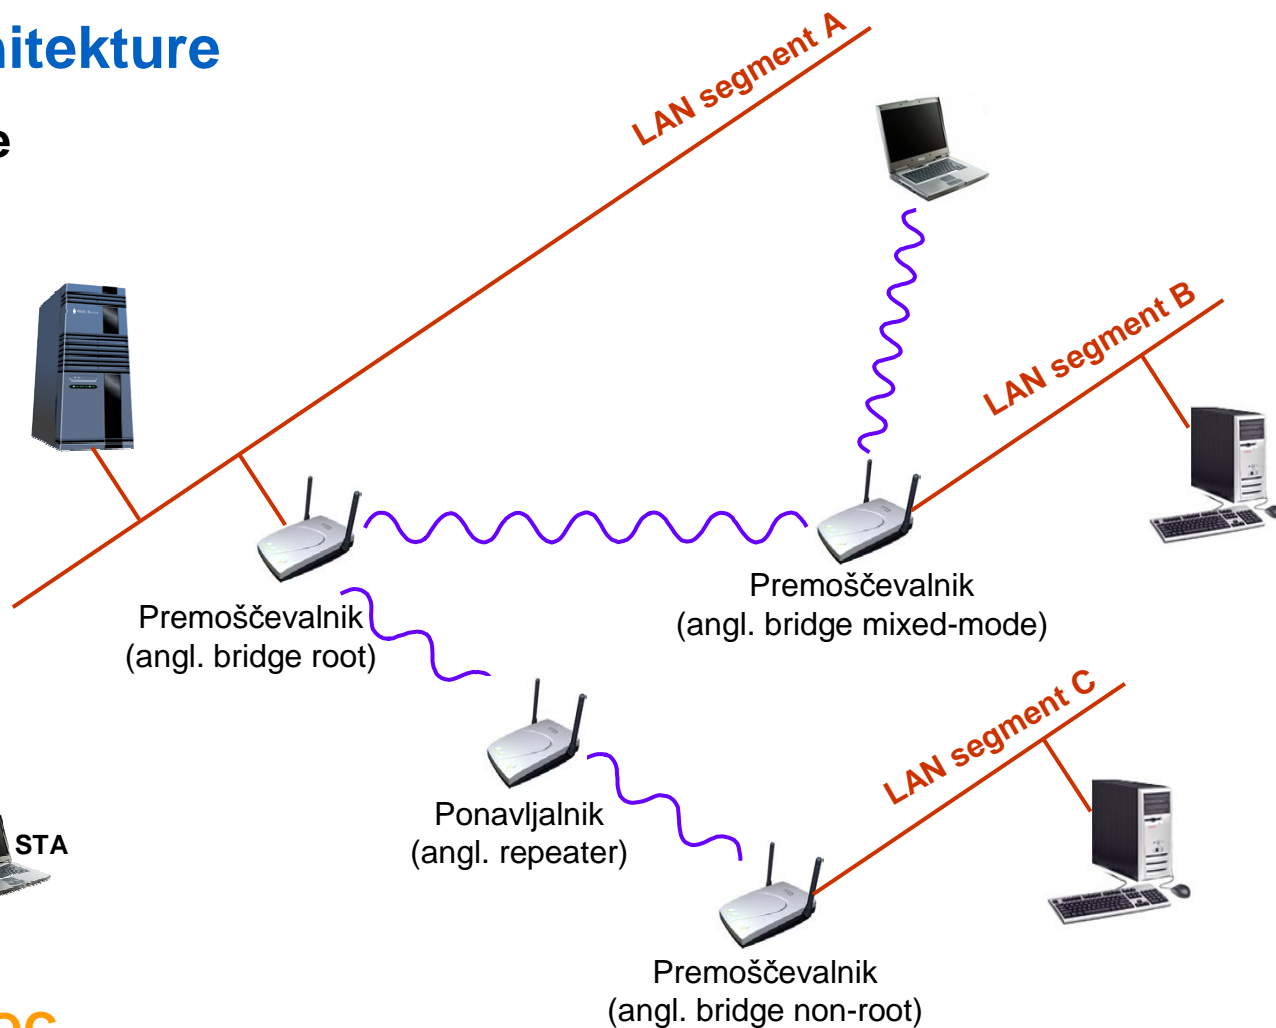 hitekture
e
LAN segment A
LAN segment B
Premoščevalnik
(angl. bridge root)
Premoščevalnik
(angl. bridge mixed-mode)
LAN segment C
Ponavljalnik
(angl. repeater)
STA
Premoščevalnik
(angl. bridge non-root)
OC